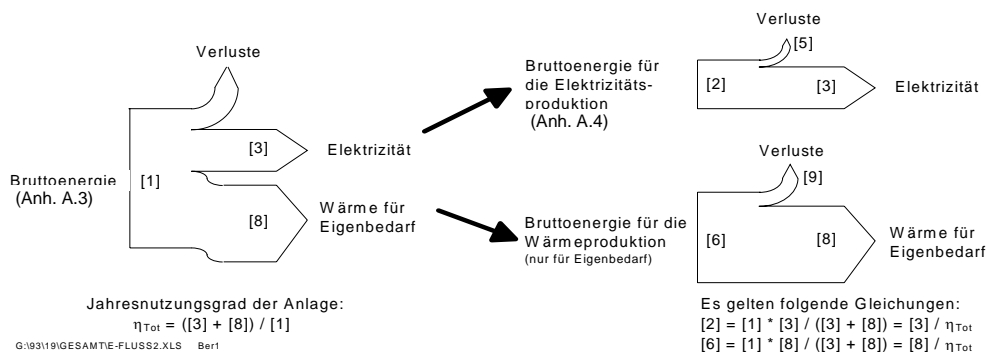 Verluste
[1]
[3]
Elektrizität
Bruttoenergie
(Anh. A.3)
[8]
Wärme für
Eigenbedarf
Jahresnutzungsgrad der Anlage:
ηTot = ([3] + [8]) / [1]
G:\93\19\GESAMT\E-FLUSS2.XLS Ber1
Bruttoenergie für
die Elektrizitäts-
produktion
(Anh. A.4)
Verluste
[5]
[2]
[3]
Elektrizität
Bruttoenergie für die
Wärmeproduktion
(nur für Eigenbedarf)
Verluste
[9]
[6]
[8]
Wärme für
Eigenbedarf
Es gelten folgende Gleichungen:
[2] = [1] * [3] / ([3] + [8]) = [3] / ηTot
[6] = [1] * [8] / ([3] + [8]) = [8] / ηTot